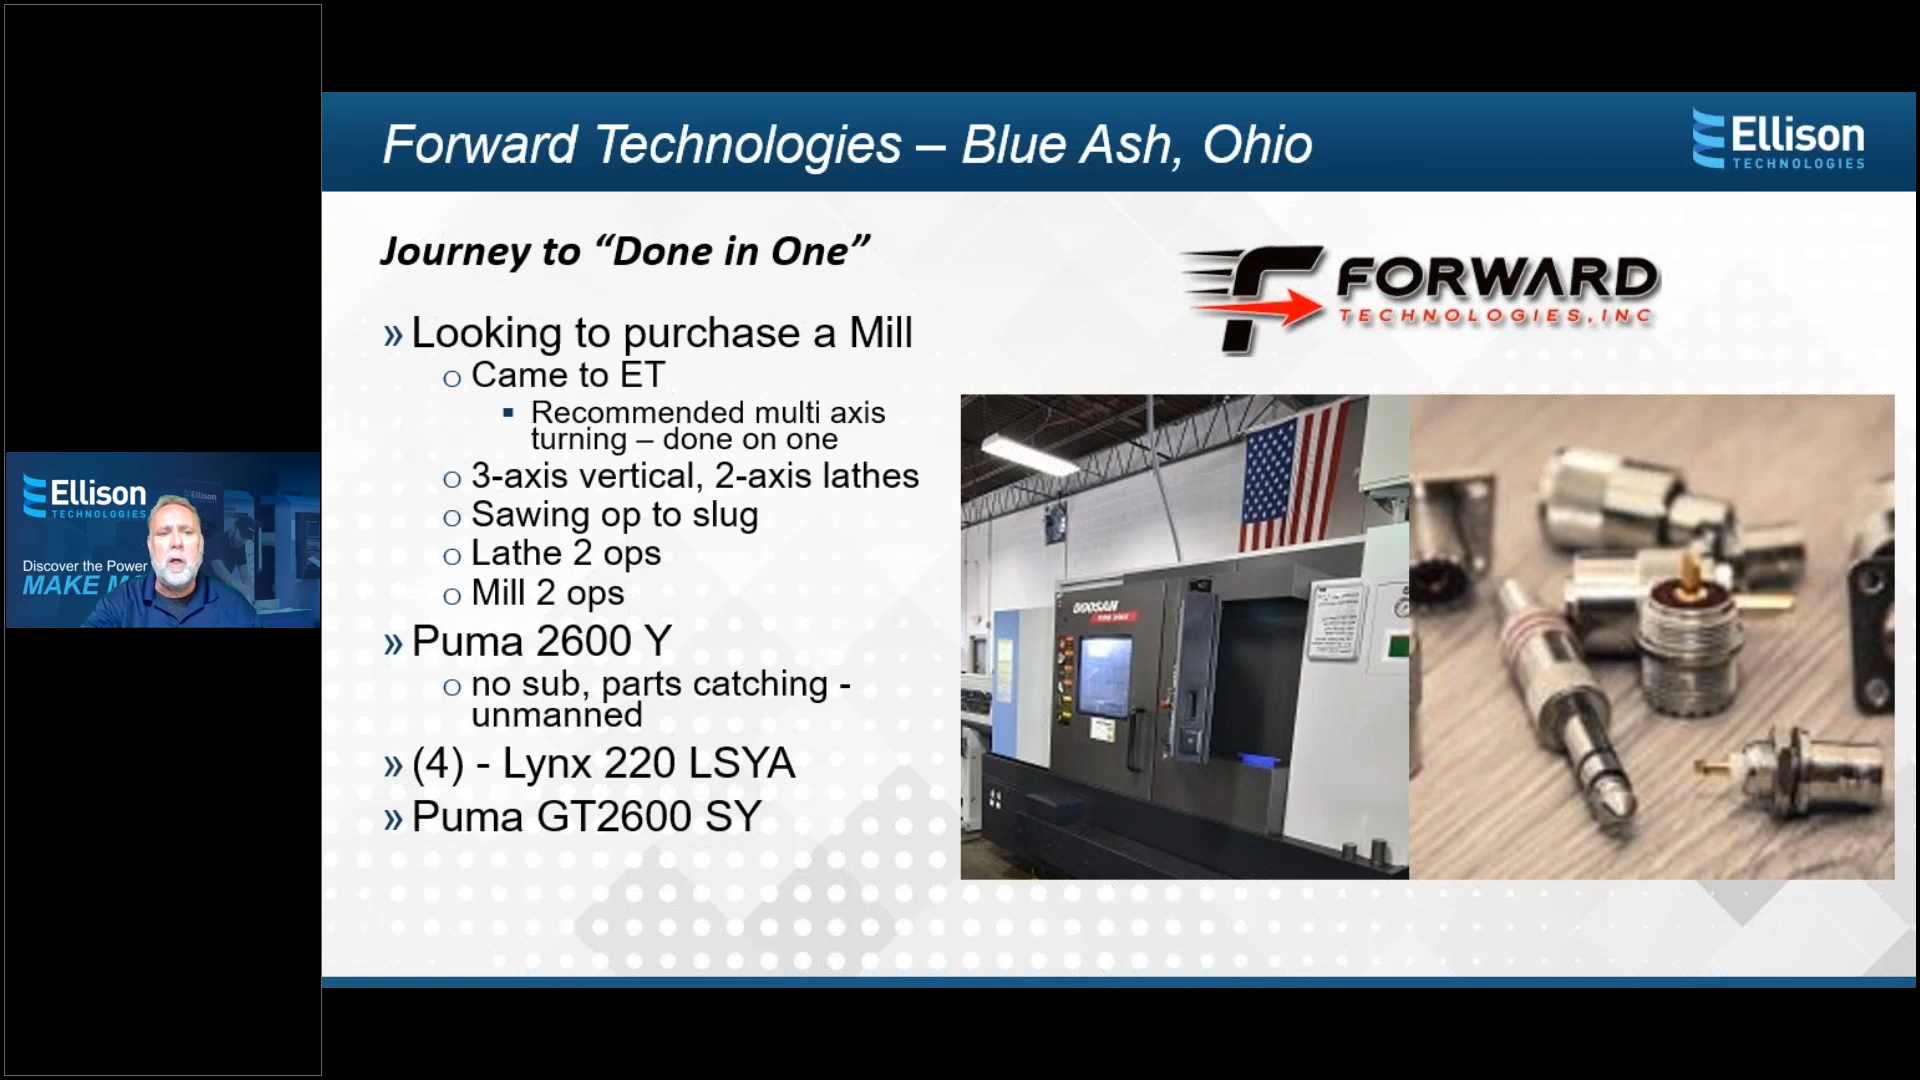 Forward Technologies – Blue Ash, Ohio
Ellison
TECHNOLOGIES
Journey to “Done in One”
» Looking to purchase a Mill
o Came to ET
▪ Recommended multi axis
turning – done on one
o 3-axis vertical, 2-axis lathes
o Sawing op to slug
o Lathe 2 ops
o Mill 2 ops
» Puma 2600 Y
o no sub, parts catching -
unmanned
» (4) - Lynx 220 LSYA
» Puma GT2600 SY
FORWARD
TECHNOLOGIES, INC
DOOSAN
Ellison
TECHNOLOGIES
Ellison
Discover the Power
MAKE